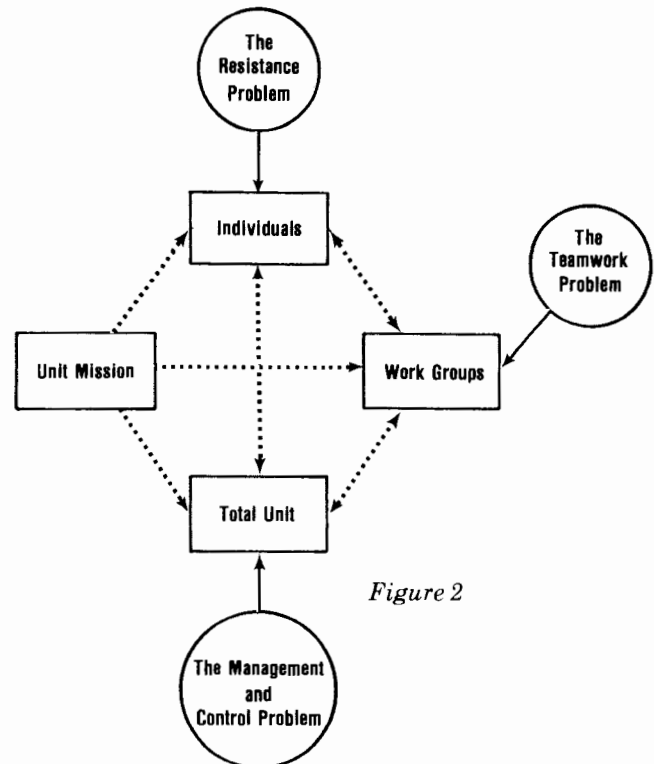 The
Resistance
Problem
Individuals
The
Teamwork
Problem
Unit Mission
Work Groups
Total Unit
Figure 2
The Management
and
Control Problem